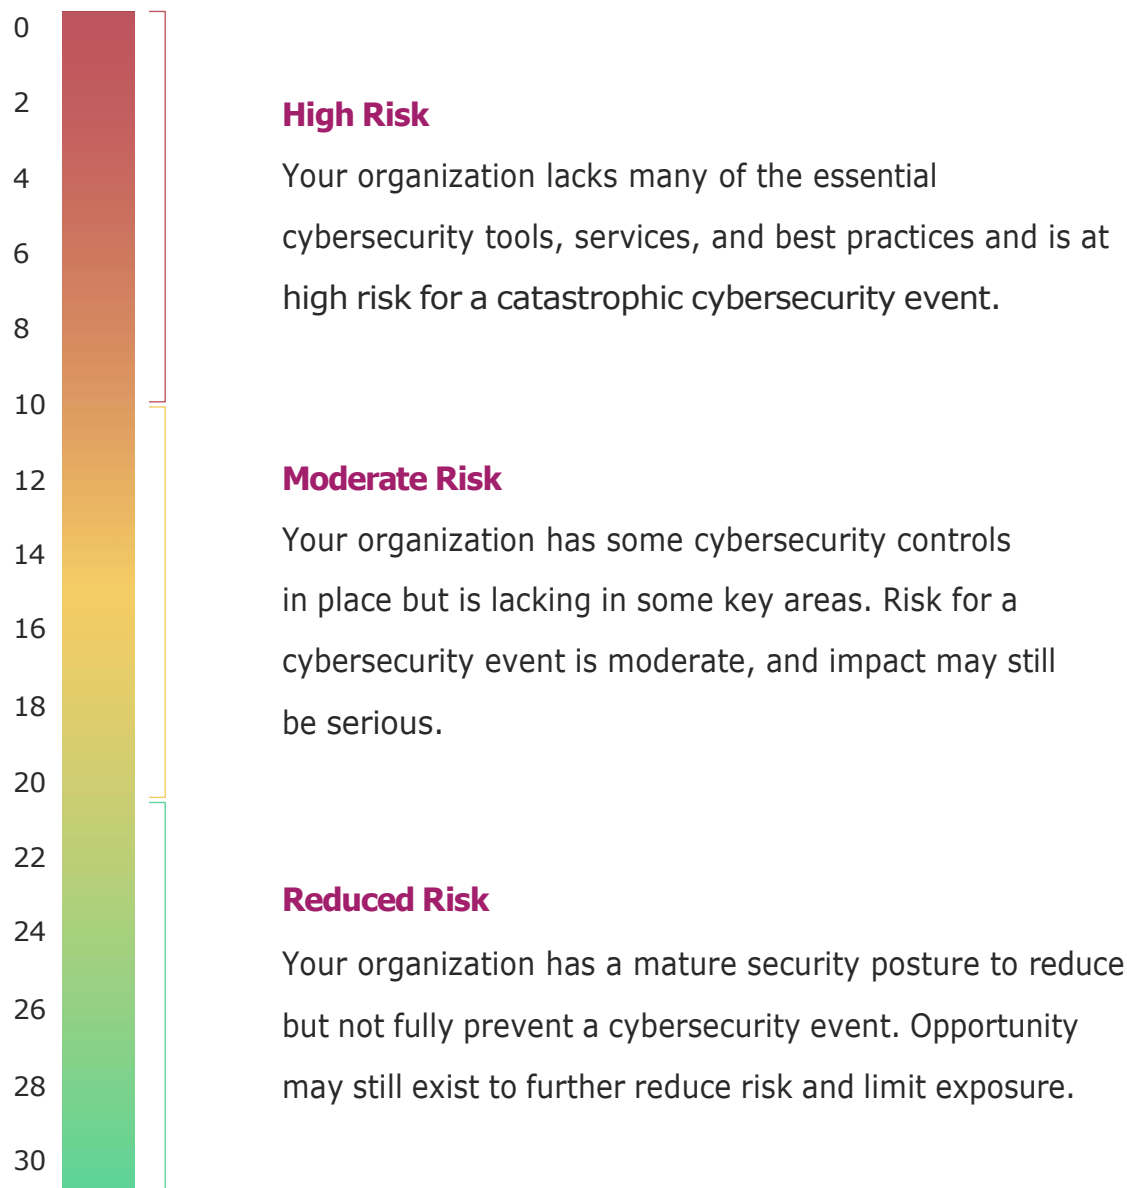 0
2
High Risk
4
Your organization lacks many of the essential
6
cybersecurity tools, services, and best practices and is at
high risk for a catastrophic cybersecurity event.
8
10
12
Moderate Risk
14
Your organization has some cybersecurity controls
16
in place but is lacking in some key areas. Risk for a
cybersecurity event is moderate, and impact may still
18
be serious.
20
22
Reduced Risk
24
Your organization has a mature security posture to reduce
26
but not fully prevent a cybersecurity event. Opportunity
28
may still exist to further reduce risk and limit exposure.
30